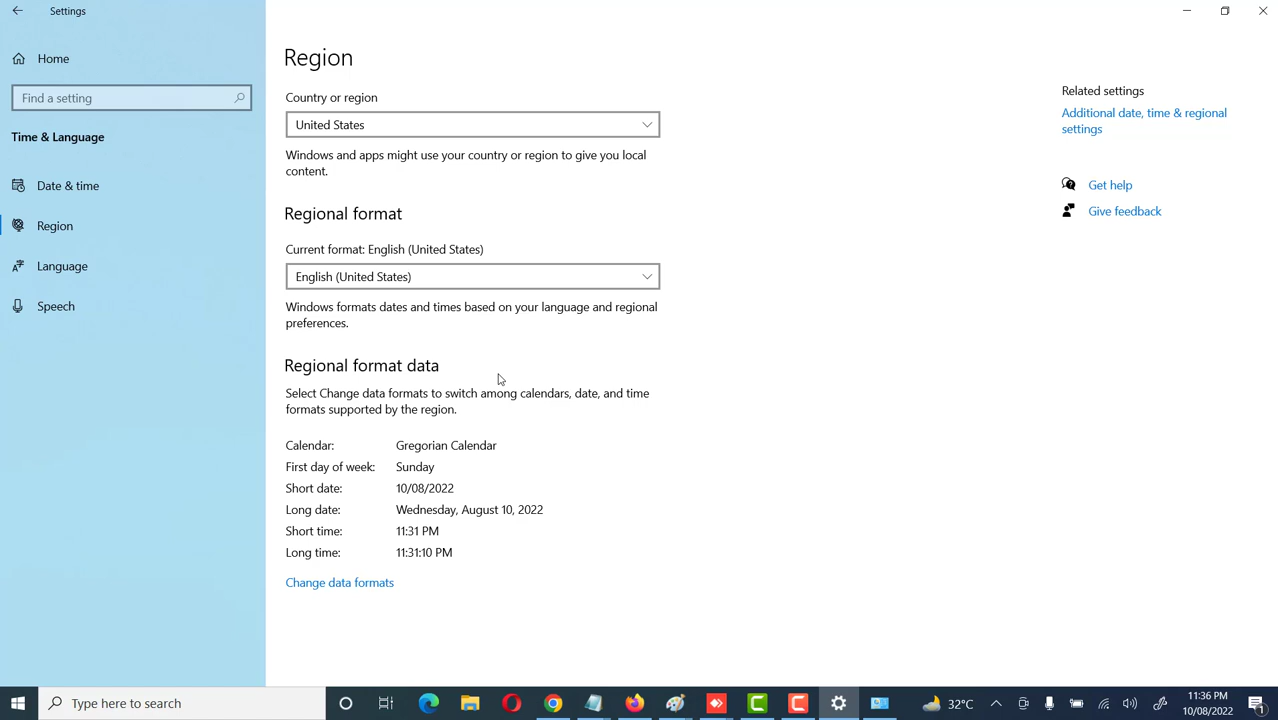 Settings
Home
Find a setting
Time & Language
Date & time
Region
Language
Speech
Region
Country or region
United States
Windows and apps might use your country or region to give you local
content.
Regional format
Current format: English (United States)
English (United States)
Windows formats dates and times based on your language and regional
preferences.
Regional format data
Select Change data formats to switch among calendars, date, and time
formats supported by the region.
Calendar: Gregorian Calendar
First day of week: Sunday
Short date: 10/08/2022
Long date: Wednesday, August 10, 2022
Short time: 11:31 PM
Long time: 11:31:10 PM
Change data formats
Related settings
Additional date, time & regional
settings
Get help
Give feedback
Type here to search
32°C
11:36 PM
10/08/2022
1